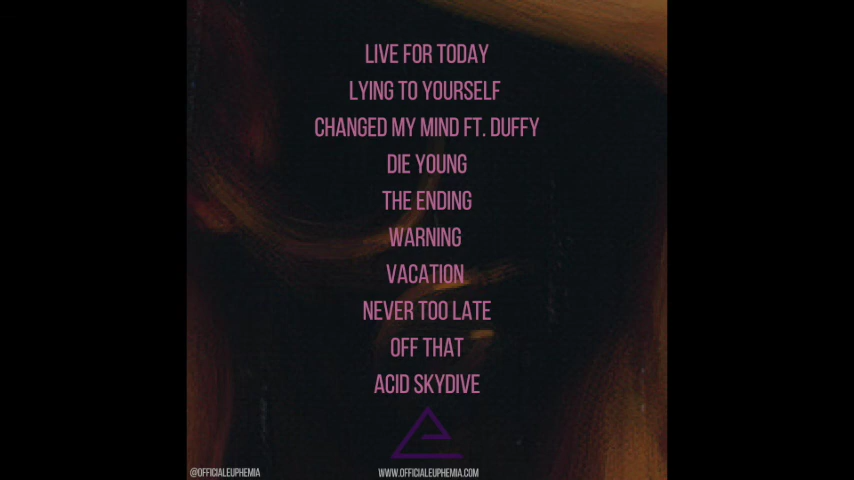 LIVE FOR TODAY
LYING TO YOURSELF
CHANGED MY MIND FT. DUFFY
DIE YOUNG
THE ENDING
WARNING
VACATION
NEVER TOO LATE
OFF THAT
ACID SKYDIVE
@OFFICIALEUPHEMIA WWW.OFFICIALEUPHEMIA.COM